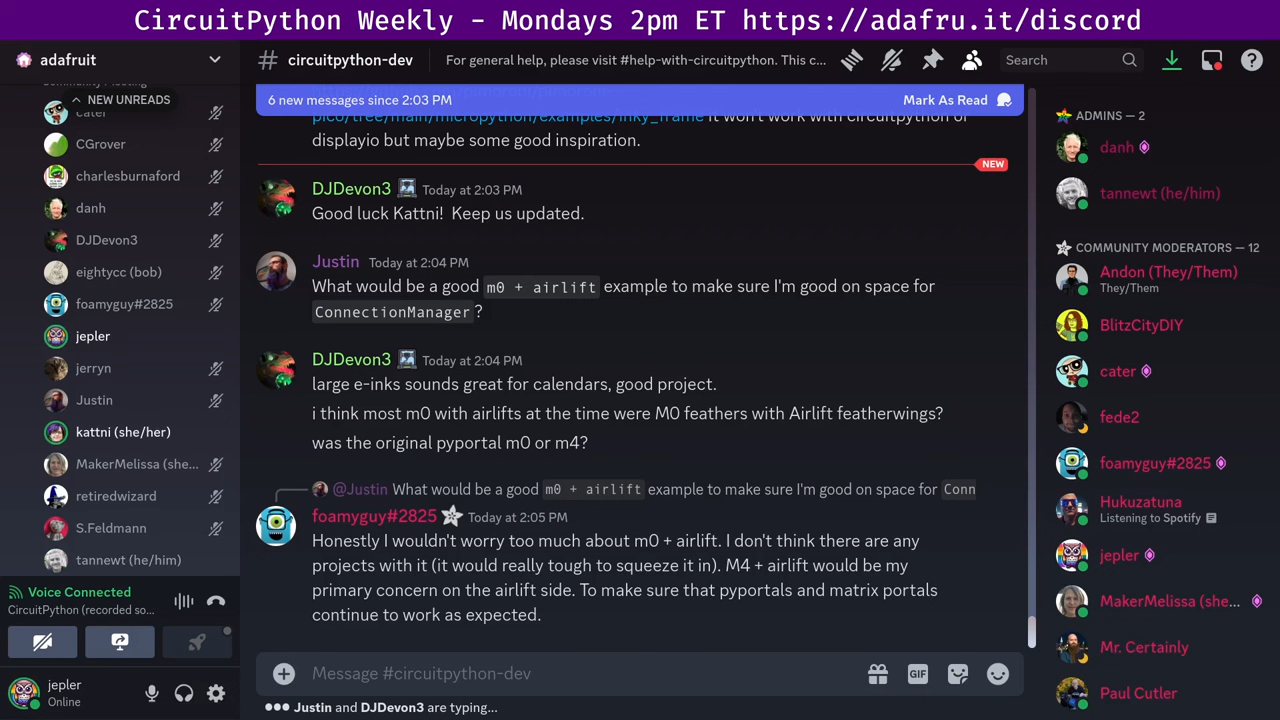 CircuitPython Weekly - Mondays 2pm ET https://adafru.it/discord
adafruit
NEW UNREADS
cater
CGrover
charlesburnaford
danh
DJDevon3
eightycc (bob)
foamyguy#2825
jepler
jerryn
Justin
kattni (she/her)
MakerMelissa (she...
retiredwizard
S.Feldmann
tannewt (he/him)
Voice Connected
CircuitPython (recorded so...
jepler
Online
circuitpython-dev
For general help, please visit #help-with-circuitpython. This c...
Search
6 new messages since 2:03 PM
Mark As Read
pico/tree/main/micropython/examples/inky_frame It won't work with circuitpython or
displayio but maybe some good inspiration.
NEW
DJDevon3 Today at 2:03 PM
Good luck Kattni! Keep us updated.
Justin Today at 2:04 PM
What would be a good m0 + airlift example to make sure I'm good on space for
ConnectionManager ?
DJDevon3 Today at 2:04 PM
large e-inks sounds great for calendars, good project.
i think most m0 with airlifts at the time were M0 feathers with Airlift featherwings?
was the original pyportal m0 or m4?
@Justin What would be a good m0 + airlift example to make sure I'm good on space for Conn
foamyguy#2825 Today at 2:05 PM
Honestly I wouldn't worry too much about m0 + airlift. I don't think there are any
projects with it (it would really tough to squeeze it in). M4 + airlift would be my
primary concern on the airlift side. To make sure that pyportals and matrix portals
continue to work as expected.
Message #circuitpython-dev
GIF
Justin and DJDevon3 are typing...
ADMINS — 2
danh
tannewt (he/him)
COMMUNITY MODERATORS — 12
Andon (They/Them)
They/Them
BlitzCityDIY
cater
fede2
foamyguy#2825
Hukuzatuna
Listening to Spotify
jepler
MakerMelissa (she...
Mr. Certainly
Paul Cutler